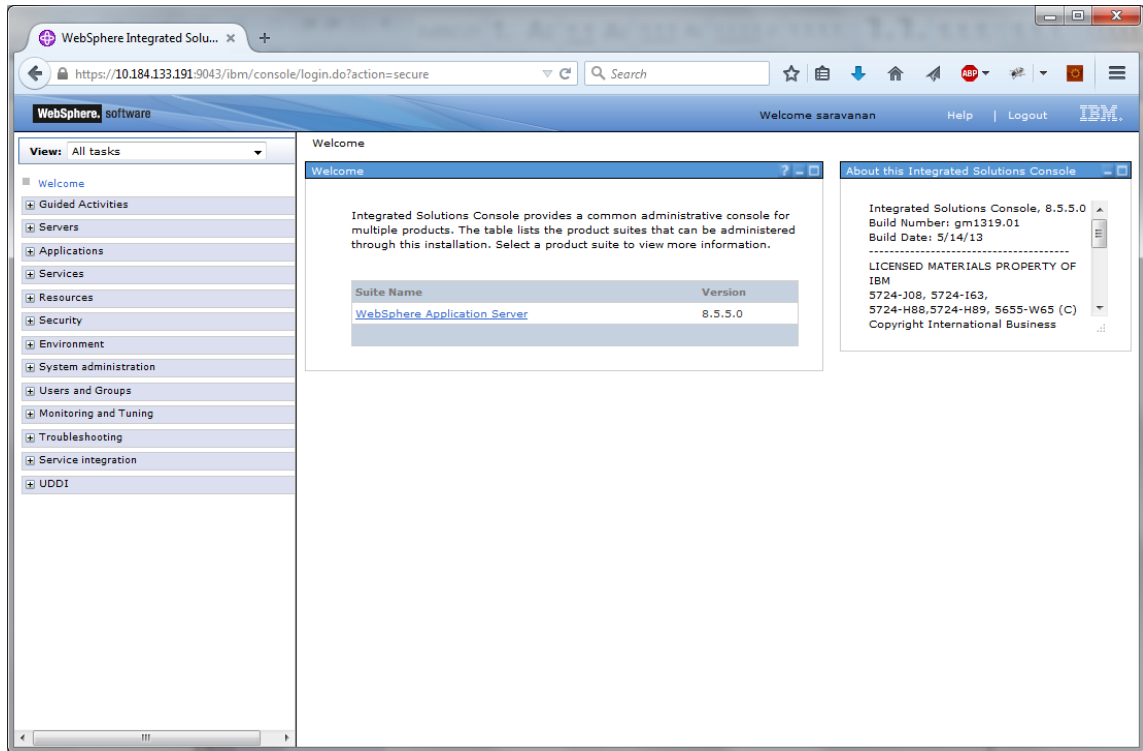 WebSphere Integrated Solu...
https://10.184.133.191:9043/ibm/console/login.do?action=secure
Search
ABP
WebSphere. software
Welcome saravanan
Help | Logout
IBM.
View: All tasks
Welcome
Guided Activities
Servers
Applications
Services
Resources
Security
Environment
System administration
Users and Groups
Monitoring and Tuning
Troubleshooting
Service integration
UDDI
Welcome
Welcome
?
Integrated Solutions Console provides a common administrative console for
multiple products. The table lists the product suites that can be administered
through this installation. Select a product suite to view more information.
Suite Name Version
WebSphere Application Server 8.5.5.0
About this Integrated Solutions Console
Integrated Solutions Console, 8.5.5.0
Build Number: gm1319.01
Build Date: 5/14/13
----------------------------------------
LICENSED MATERIALS PROPERTY OF
IBM
5724-J08, 5724-I63,
5724-H88,5724-H89, 5655-W65 (C)
Copyright International Business